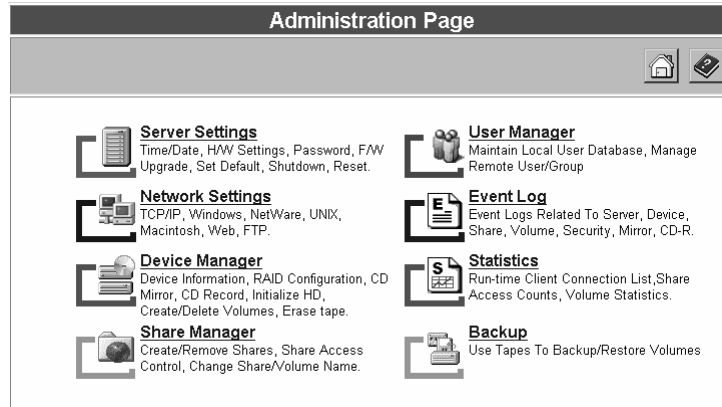 Administration Page
Server Settings
Time/Date, H/W Settings, Password, F/W
Upgrade, Set Default, Shutdown, Reset.
Network Settings
TCP/IP, Windows, NetWare, UNIX,
Macintosh, Web, FTP.
Device Manager
Device Information, RAID Configuration, CD
Mirror, CD Record, Initialize HD,
Create/Delete Volumes, Erase tape.
Share Manager
Create/Remove Shares, Share Access
Control, Change Share/Volume Name.
User Manager
Maintain Local User Database, Manage
Remote User/Group
Event Log
Event Logs Related To Server, Device,
Share, Volume, Security, Mirror, CD-R.
Statistics
Run-time Client Connection List,Share
Access Counts, Volume Statistics.
Backup
Use Tapes To Backup/Restore Volumes